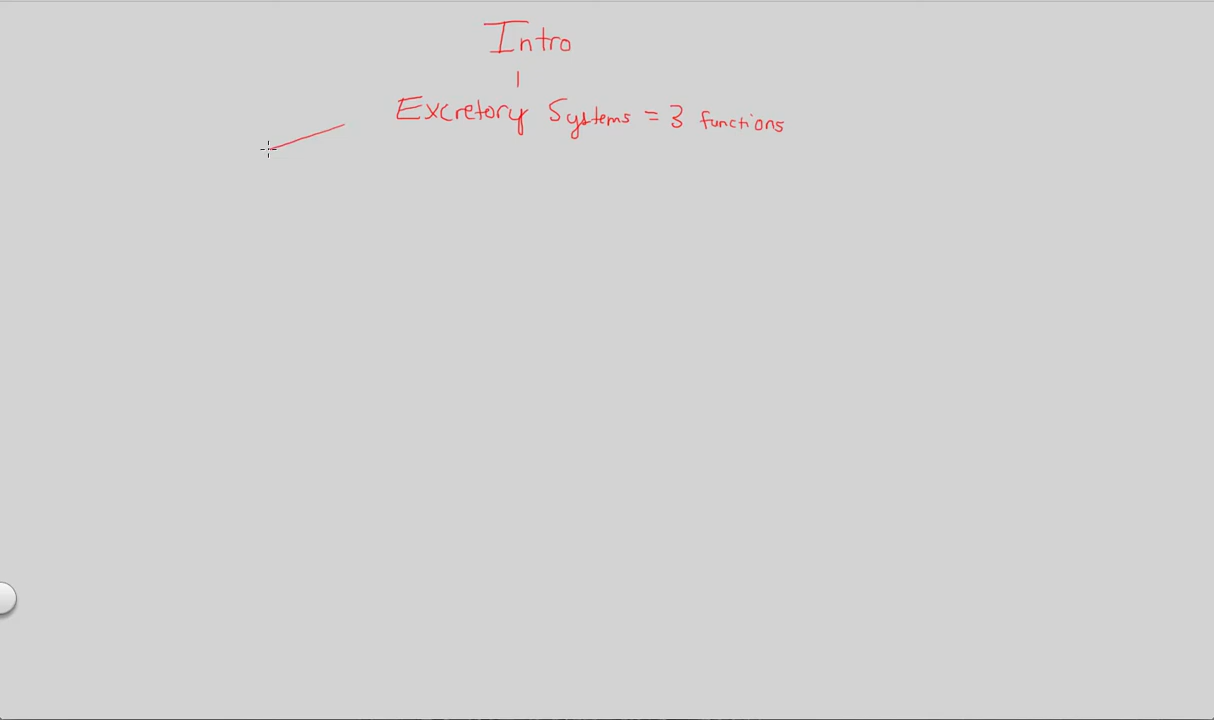 Intro
Excretory Systems = 3 functions